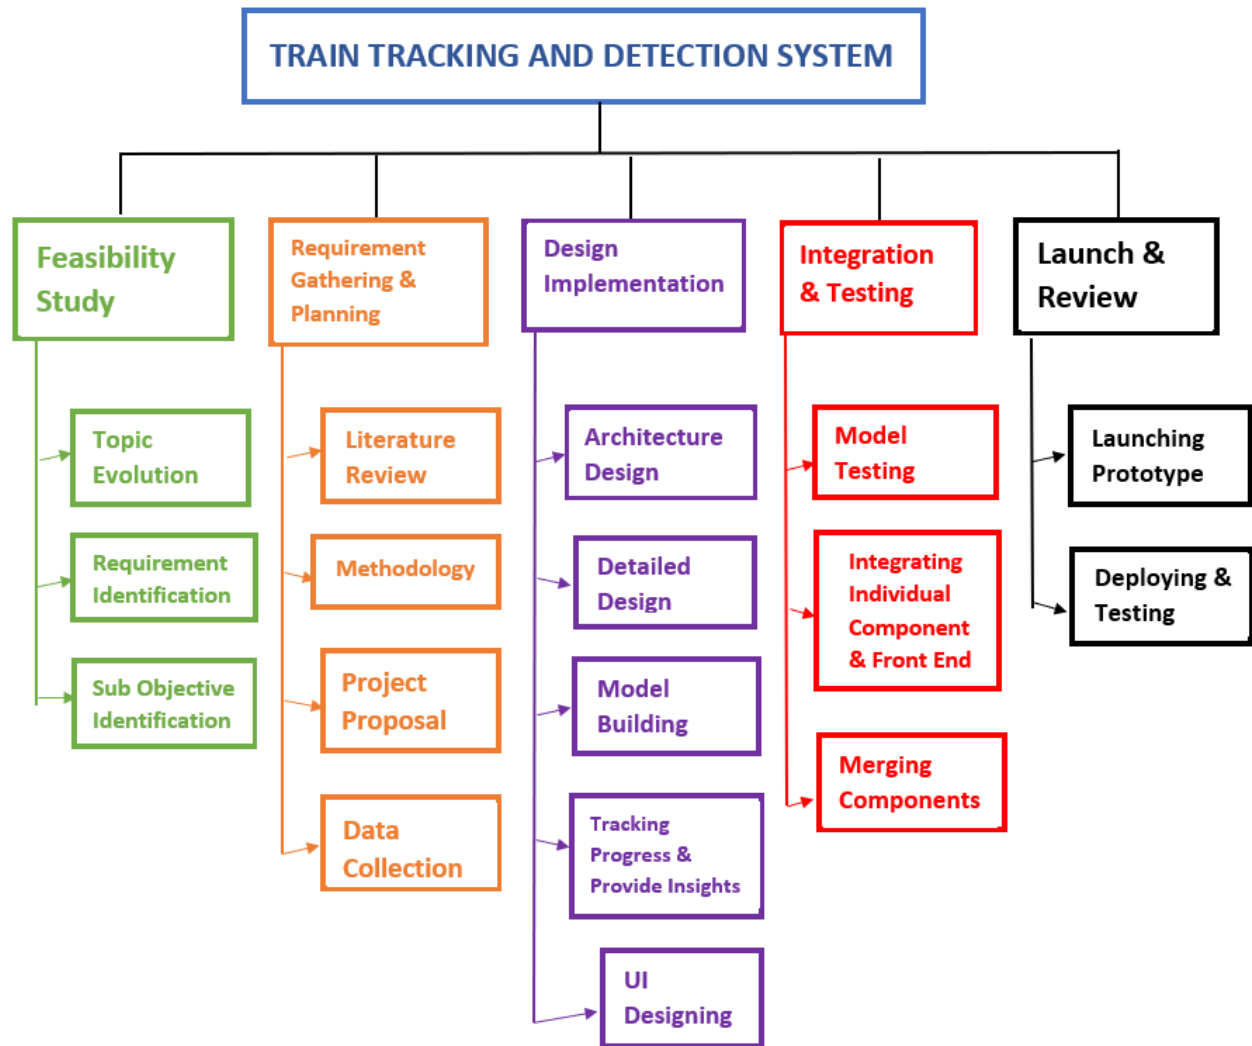 TRAIN TRACKING AND DETECTION SYSTEM
Feasibility
Study
Topic
Evolution
Requirement
Identification
Sub Objective
Identification
Requirement
Gathering &
Planning
Literature
Review
Methodology
Project
Proposal
Data
Collection
Design
Implementation
Architecture
Design
Detailed
Design
Model
Building
Tracking
Progress &
Provide Insights
UI
Designing
Integration
& Testing
Model
Testing
Integrating
Individual
Component
& Front End
Merging
Components
Launch &
Review
Launching
Prototype
Deploying &
Testing